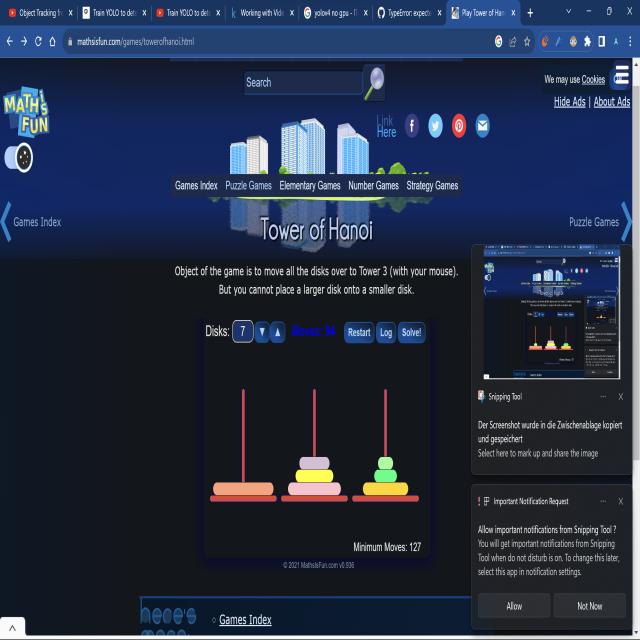 Object Tracking fr
Train YOLO to dete
Train YOLO to dete
Working with Vide
yolov4 no gpu - G
TypeError: expecte
Play Tower of Han
mathsisfun.com/games/towerofhanoi.html
Search
We may use Cookies
Hide Ads | About Ads
MATH'S FUN
Link
Here
Games Index Puzzle Games Elementary Games Number Games Strategy Games
Games Index
Puzzle Games
Tower of Hanoi
Object of the game is to move all the disks over to Tower 3 (with your mouse).
But you cannot place a larger disk onto a smaller disk.
Disks: 7 Moves: 94 Restart Log Solve!
Minimum Moves: 127
© 2021 MathsIsFun.com v0.936
Snipping Tool
Der Screenshot wurde in die Zwischenablage kopiert
und gespeichert
Select here to mark up and share the image
Important Notification Request
Allow important notifications from Snipping Tool ?
You will get important notifications from Snipping
Tool when do not disturb is on. To change this later,
select this app in notification settings.
Allow
Not Now
Games Index